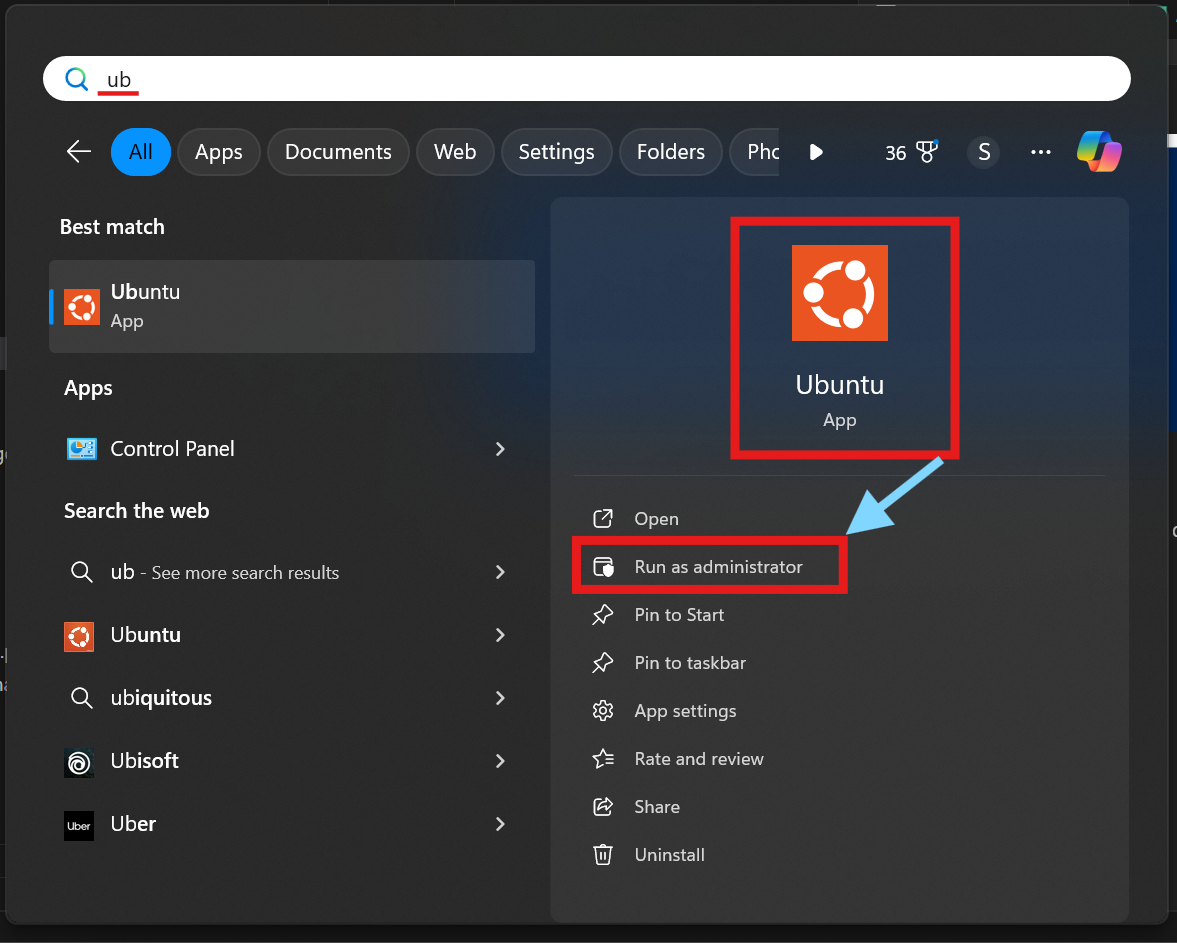 ub
All
Apps
Documents
Web
Settings
Folders
Pho
36
S
Best match
Ubuntu
App
Apps
Control Panel
Search the web
ub - See more search results
Ubuntu
ubiquitous
Ubisoft
Uber
Uber
Ubuntu
App
Open
Run as administrator
Pin to Start
Pin to taskbar
App settings
Rate and review
Share
Uninstall